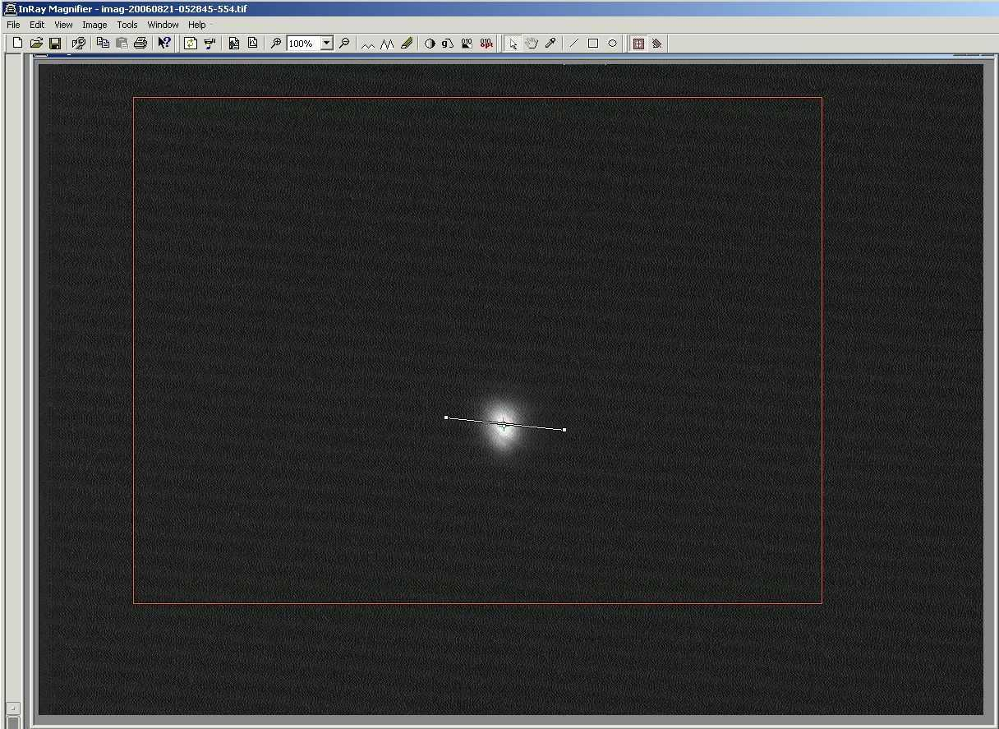 InRay Magnifier - imag-20060821-052845-554.tif
File Edit View Image Tools Window Help
100%